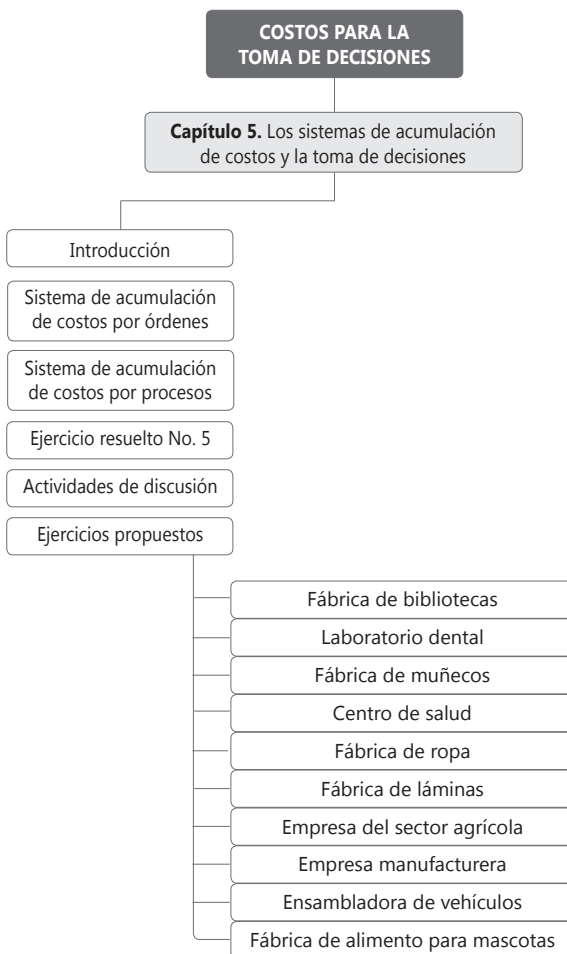 COSTOS PARA LA
TOMA DE DECISIONES
Capítulo 5. Los sistemas de acumulación
de costos y la toma de decisiones
Introducción
Sistema de acumulación
de costos por órdenes
Sistema de acumulación
de costos por procesos
Ejercicio resuelto No. 5
Actividades de discusión
Ejercicios propuestos
Fábrica de bibliotecas
Laboratorio dental
Fábrica de muñecos
Centro de salud
Fábrica de ropa
Fábrica de láminas
Empresa del sector agrícola
Empresa manufacturera
Ensambladora de vehículos
Fábrica de alimento para mascotas